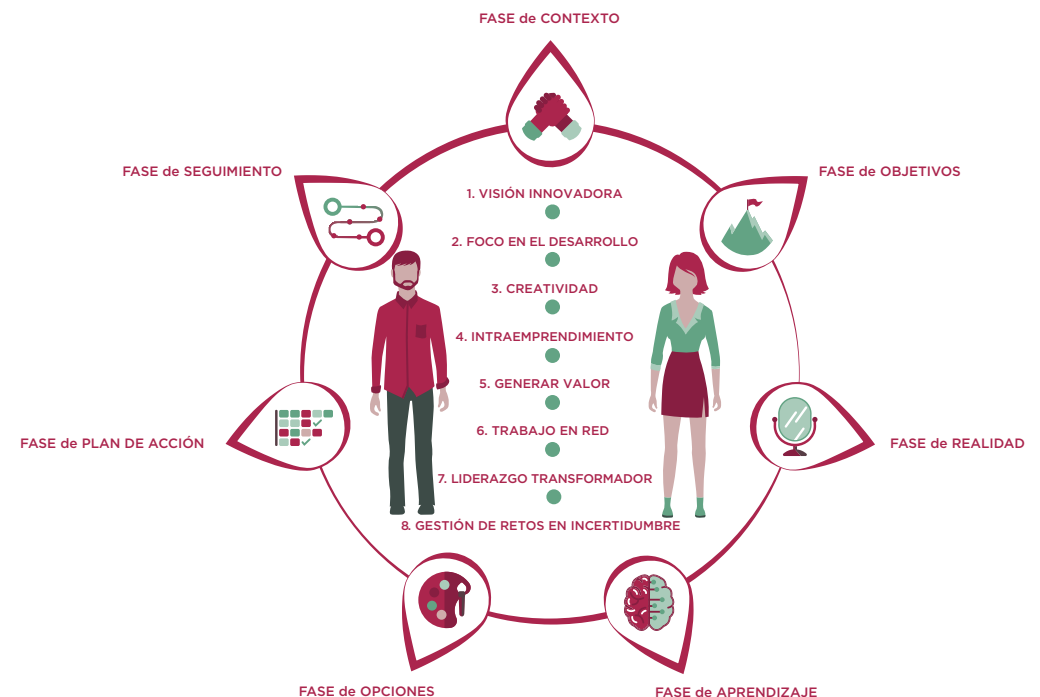 FASE de CONTEXTO
FASE de SEGUIMIENTO
FASE de OBJETIVOS
1. VISIÓN INNOVADORA
2. FOCO EN EL DESARROLLO
3. CREATIVIDAD
4. INTRAEMPRENDIMIENTO
5. GENERAR VALOR
6. TRABAJO EN RED
FASE de PLAN DE ACCIÓN
FASE de REALIDAD
7. LIDERAZGO TRANSFORMADOR
8. GESTIÓN DE RETOS EN INCERTIDUMBRE
FASE de OPCIONES
FASE de APRENDIZAJE